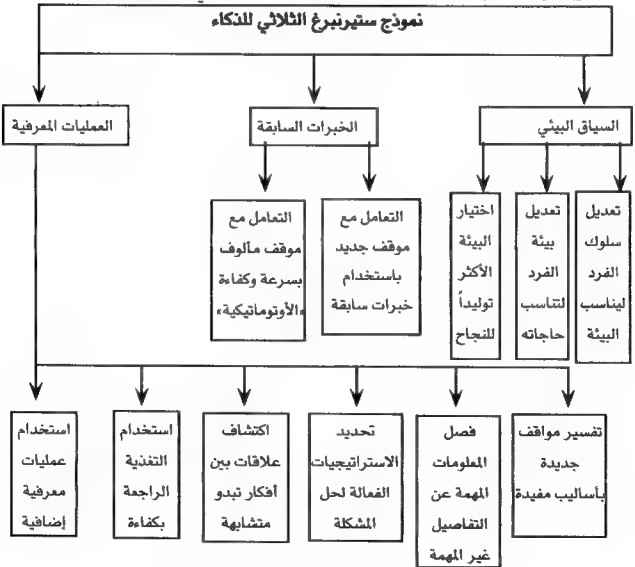 نموذج ستيرنبرغ الثلاثي للذكاء
السياق البيئي
الخبرات السابقة
العمليات المعرفية
تعديل
سلوك
الفرد
ليناسب
البيئة
تعديل
بيئة
الفرد
لتناسب
حاجاته
اختيار
البيئة
الأكثر
توليداً
للنجاح
التعامل مع
موقف جديد
باستخدام
خبرات سابقة
التعامل مع
موقف مألوف
بسرعة وكفاءة
«الأوتوماتيكية»
تفسير مواقف
جديدة
بأساليب مفيدة
فصل
المعلومات
المهمة عن
التفاصيل
غير المهمة
تحديد
الاستراتيجيات
الفعالة لحل
المشكلة
اكتشاف
علاقات بين
أفكار تبدو
متشابهة
استخدام
التغذية
الراجعة
بكفاءة
استخدام
عمليات
معرفية
إضافية